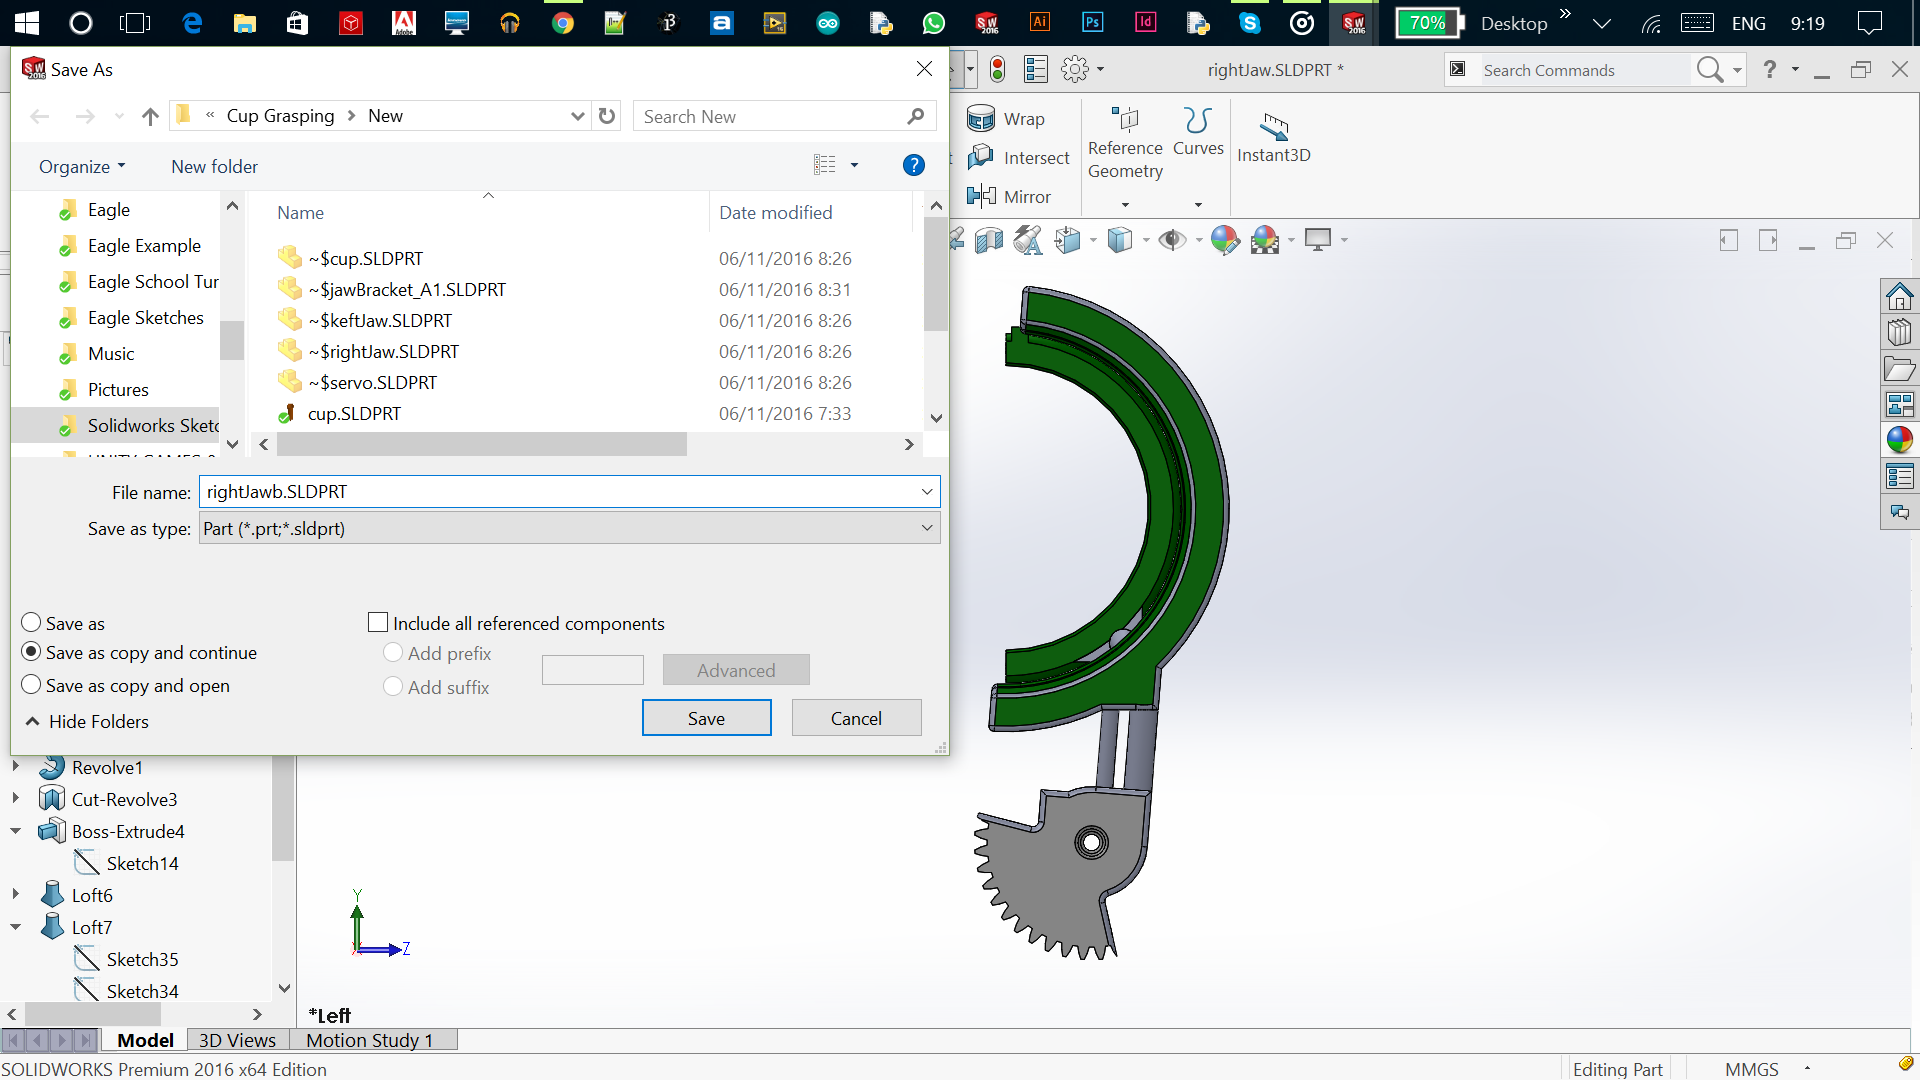 70%
Desktop
ENG
9:19
Save As
rightJaw.SLDPRT *
Search Commands
?
« Cup Grasping > New
Search New
Wrap
Intersect
Mirror
Reference
Geometry
Curves
Instant3D
Organize
New folder
?
Name
Date modified
Eagle
Eagle Example
Eagle School Tur
Eagle Sketches
Music
Pictures
Solidworks Sketc
~$cup.SLDPRT 06/11/2016 8:26
~$jawBracket_A1.SLDPRT 06/11/2016 8:31
~$keftJaw.SLDPRT 06/11/2016 8:26
~$rightJaw.SLDPRT 06/11/2016 8:26
~$servo.SLDPRT 06/11/2016 8:26
cup.SLDPRT 06/11/2016 7:33
File name: rightJawb.SLDPRT
Save as type: Part (*.prt;*.sldprt)
Save as
Save as copy and continue
Save as copy and open
Include all referenced components
Add prefix
Add suffix
Advanced
Hide Folders
Save
Cancel
Revolve1
Cut-Revolve3
Boss-Extrude4
Sketch14
Loft6
Loft7
Sketch35
Sketch34
Y
Z
*Left
Model
3D Views
Motion Study 1
SOLIDWORKS Premium 2016 x64 Edition
Editing Part
MMGS